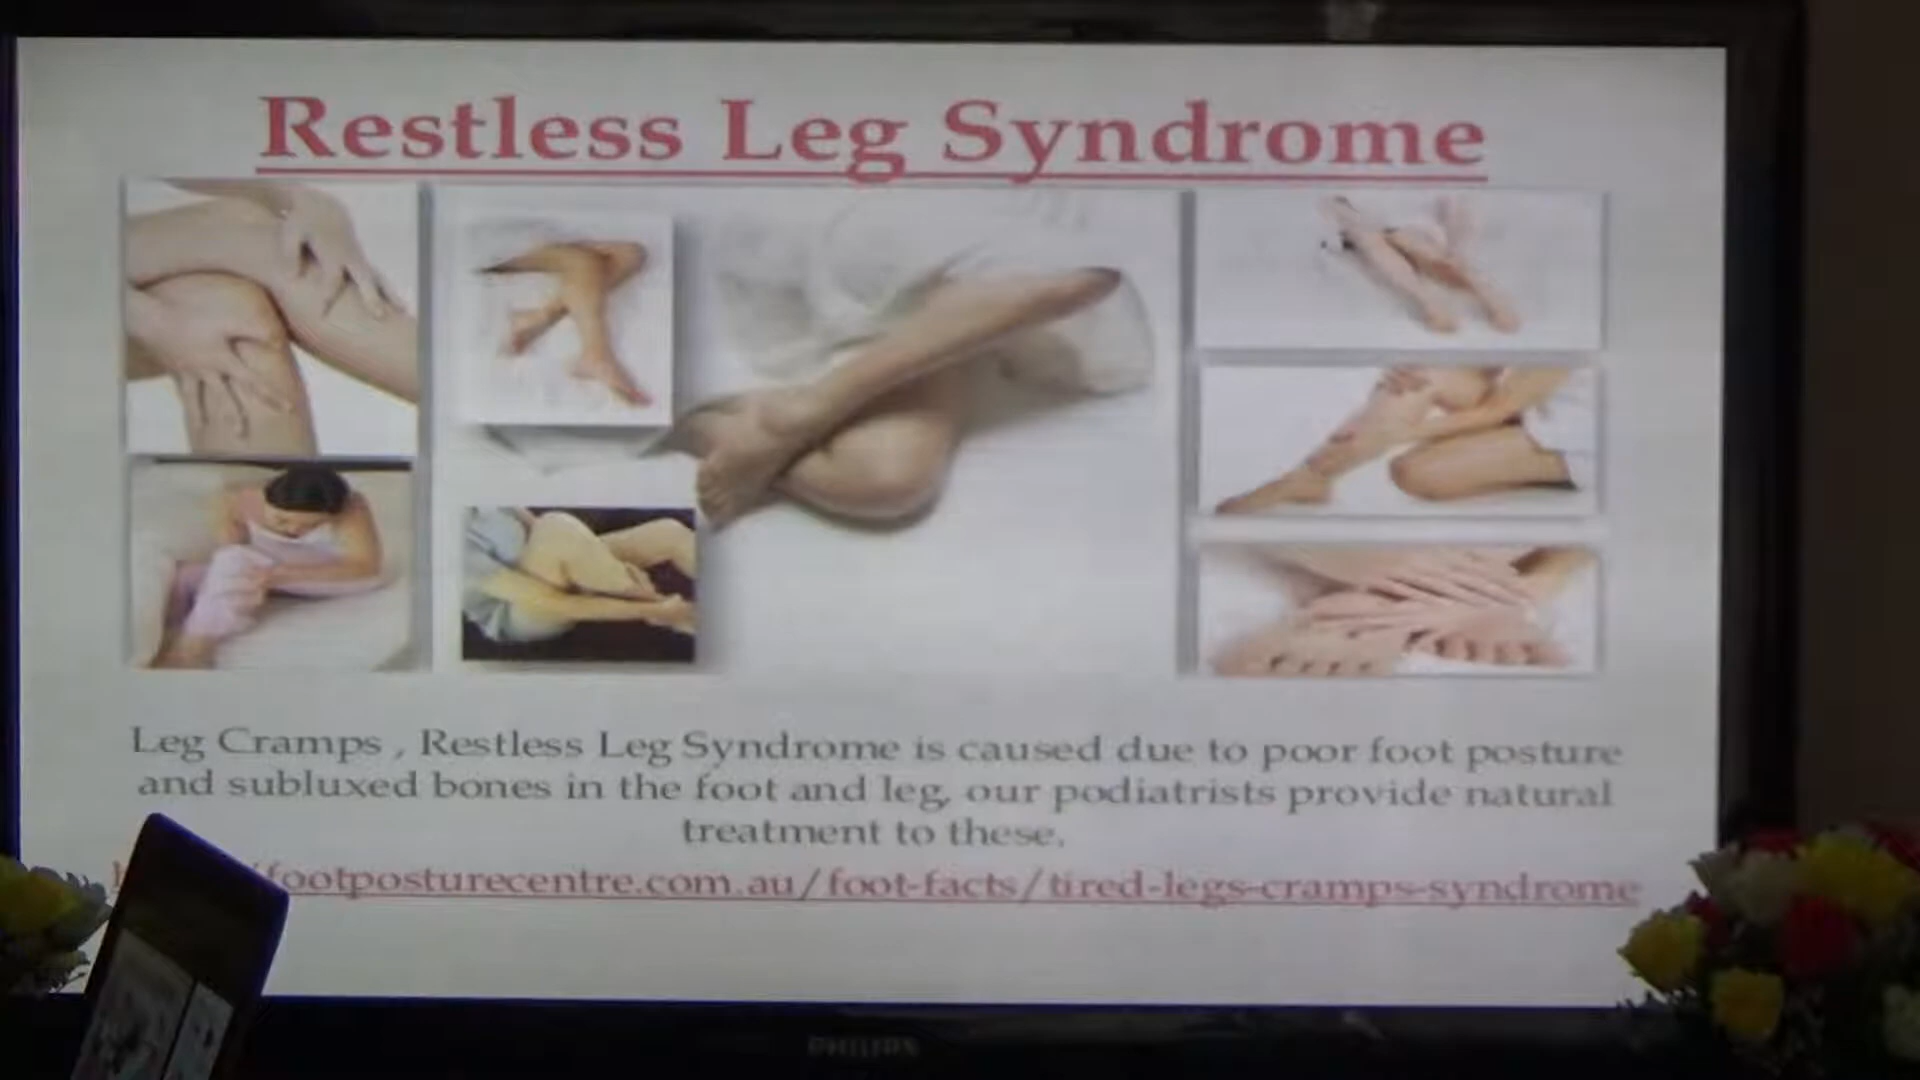 Restless Leg Syndrome
Leg Cramps , Restless Leg Syndrome is caused due to poor foot posture
and subluxed bones in the foot and leg, our podiatrists provide natural
treatment to these.
/footposturecentre.com.au/foot-facts/tired-legs-cramps-syndrome
PHILIPS